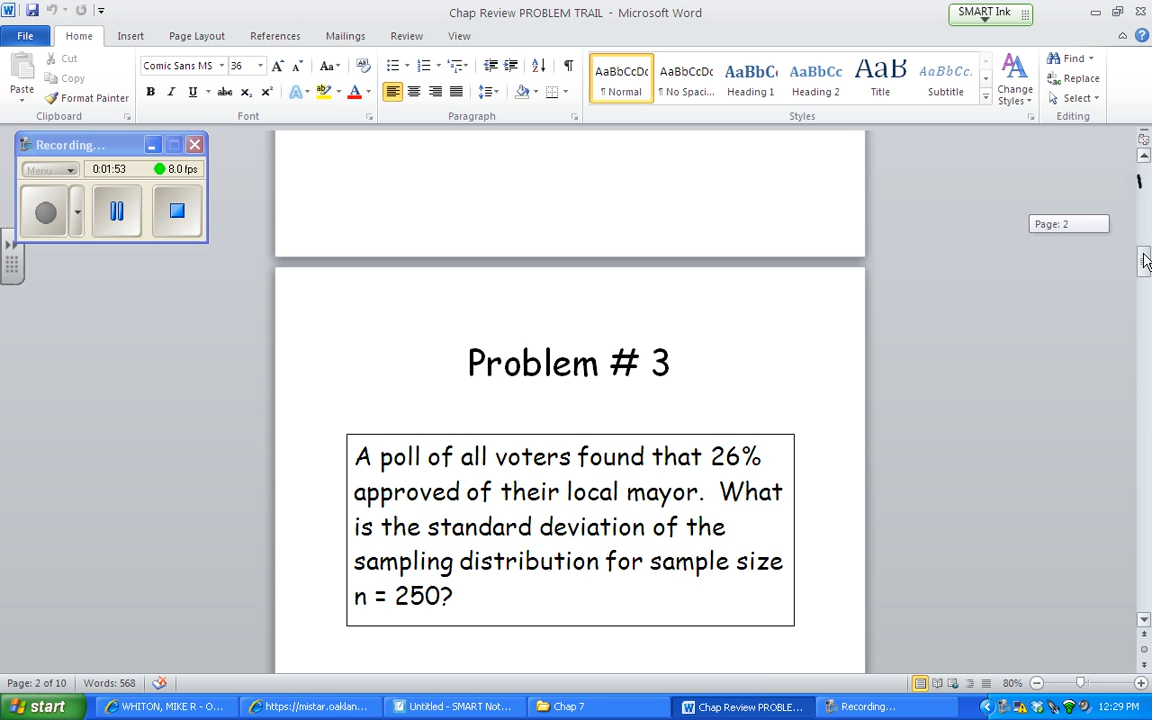 Chap Review PROBLEM TRAIL - Microsoft Word
SMART Ink
File Home Insert Page Layout References Mailings Review View
Paste
Cut
Copy
Format Painter
Clipboard
Comic Sans MS 36
Font
Paragraph
AaBbCcDc AaBbCcDc AaBbC AaBbCc AaB AaBbCc.
¶ Normal ¶ No Spaci... Heading 1 Heading 2 Title Subtitle
Styles
Change
Styles
Find
Replace
Select
Editing
Recording...
Menu 0:01:53 8.0 fps
Page: 2
Problem # 3
A poll of all voters found that 26%
approved of their local mayor. What
is the standard deviation of the
sampling distribution for sample size
n = 250?
Page: 2 of 10 Words: 568 80%
start WHITON, MIKE R - O... https://mistar.oaklan... Untitled - SMART Not... Chap 7 Chap Review PROBLE... Recording... 12:29 PM